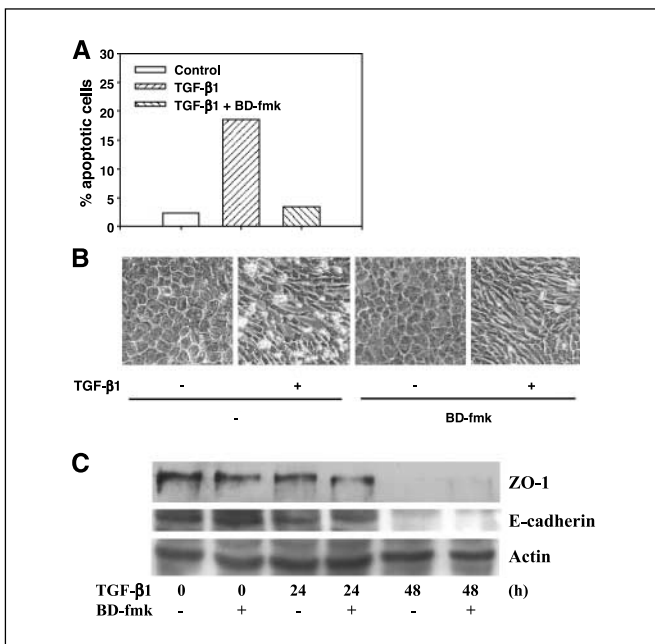 A
% apoptotic cells
30
25
20
15
10
5
0
Control
TGF-β1
TGF-β1 + BD-fmk
B
TGF-β1 - + - +
- BD-fmk
C
ZO-1
E-cadherin
Actin
TGF-β1 0 0 24 24 48 48 (h)
BD-fmk - + - + - +